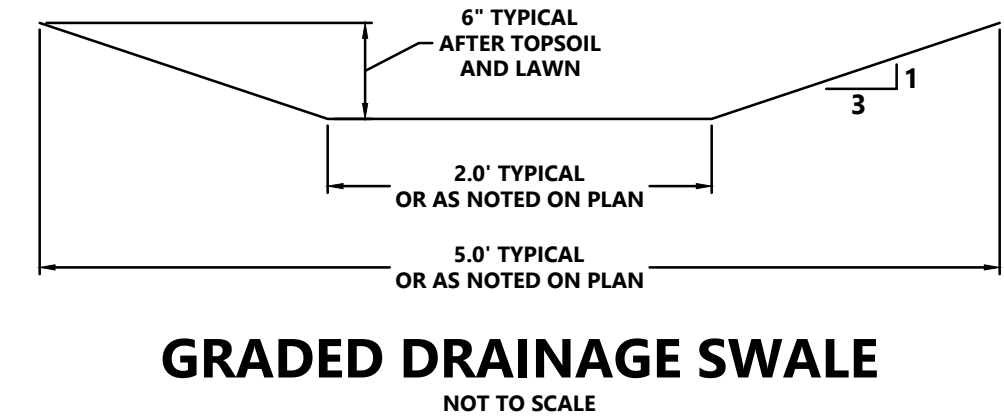 6" TYPICAL
AFTER TOPSOIL
AND LAWN
1
3
2.0' TYPICAL
OR AS NOTED ON PLAN
5.0' TYPICAL
OR AS NOTED ON PLAN
GRADED DRAINAGE SWALE
NOT TO SCALE